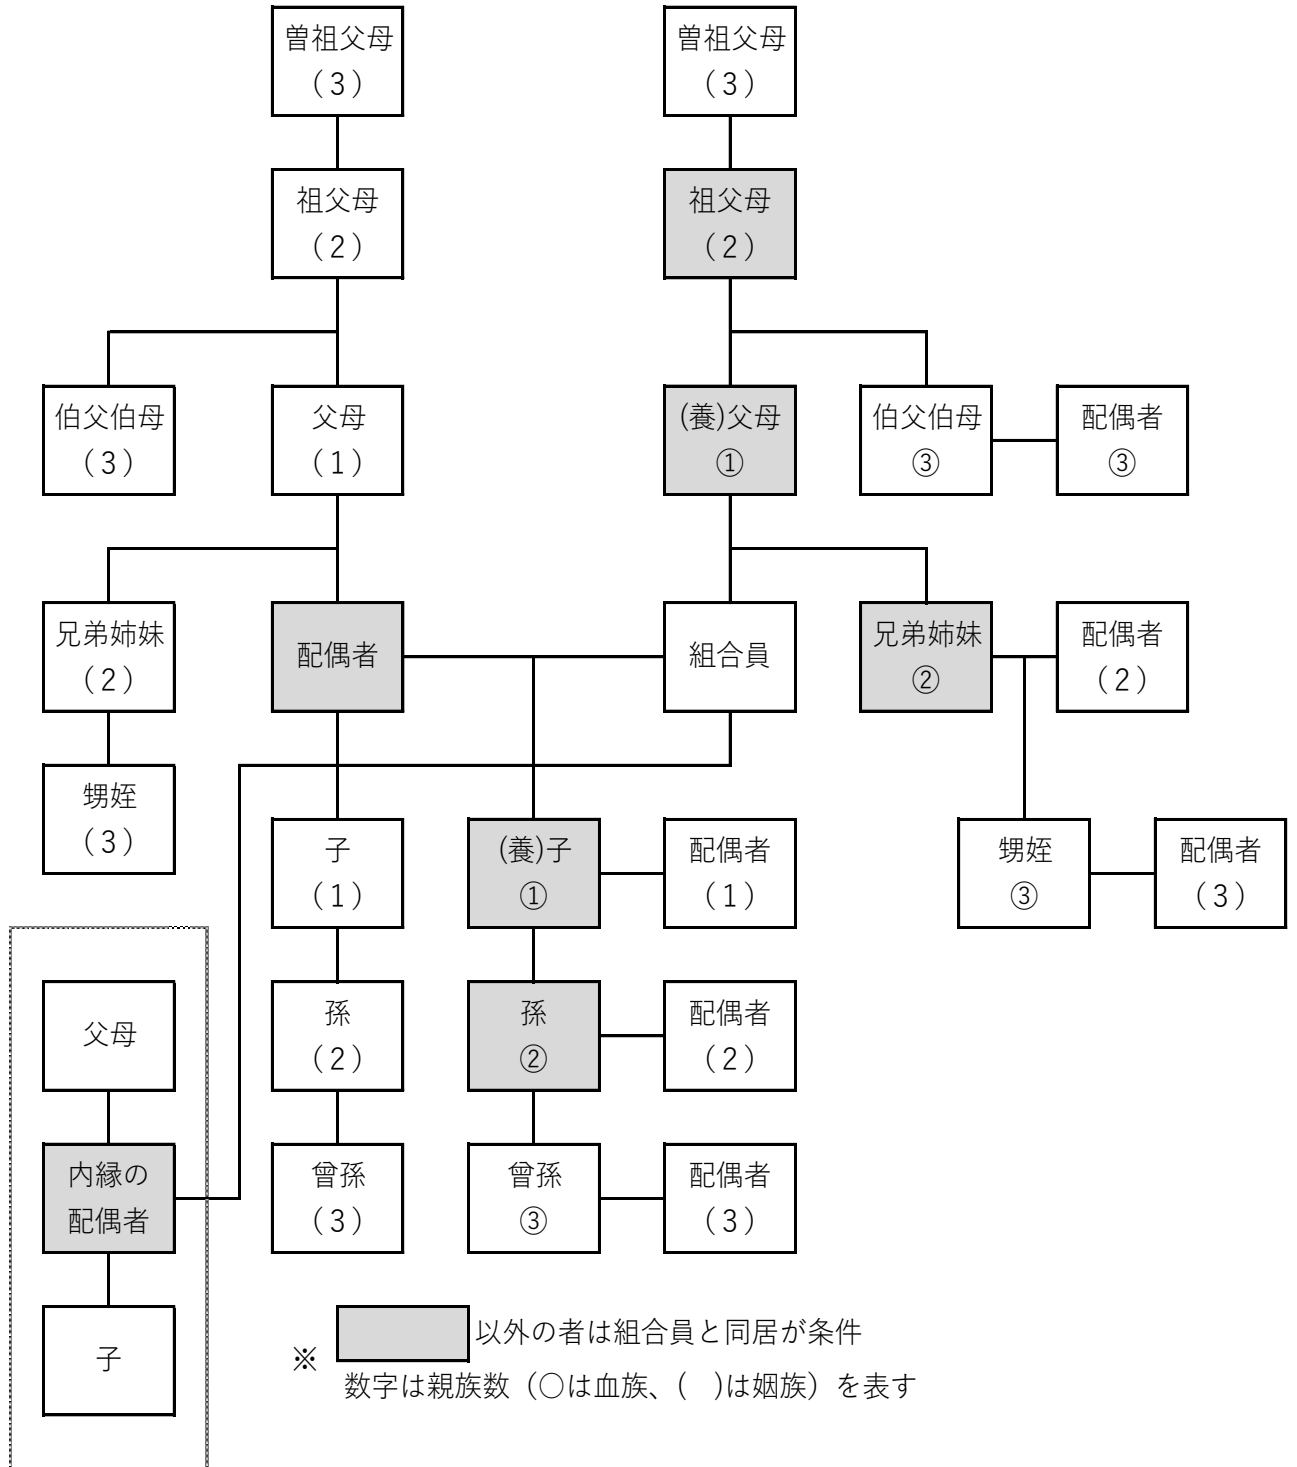 曽祖父母
（３）
曽祖父母
（３）
祖父母
（２）
祖父母
（２）
伯父伯母
（３）
父母
（１）
(養)父母
①
伯父伯母
③
配偶者
③
兄弟姉妹
（２）
配偶者
組合員
兄弟姉妹
②
配偶者
（２）
甥姪
（３）
子
（１）
(養)子
①
配偶者
（１）
甥姪
③
配偶者
（３）
父母
孫
（２）
孫
②
配偶者
（２）
内縁の
配偶者
曾孫
（３）
曾孫
③
配偶者
（３）
子
※
以外の者は組合員と同居が条件
数字は親族数（○は血族、(　)は姻族）を表す